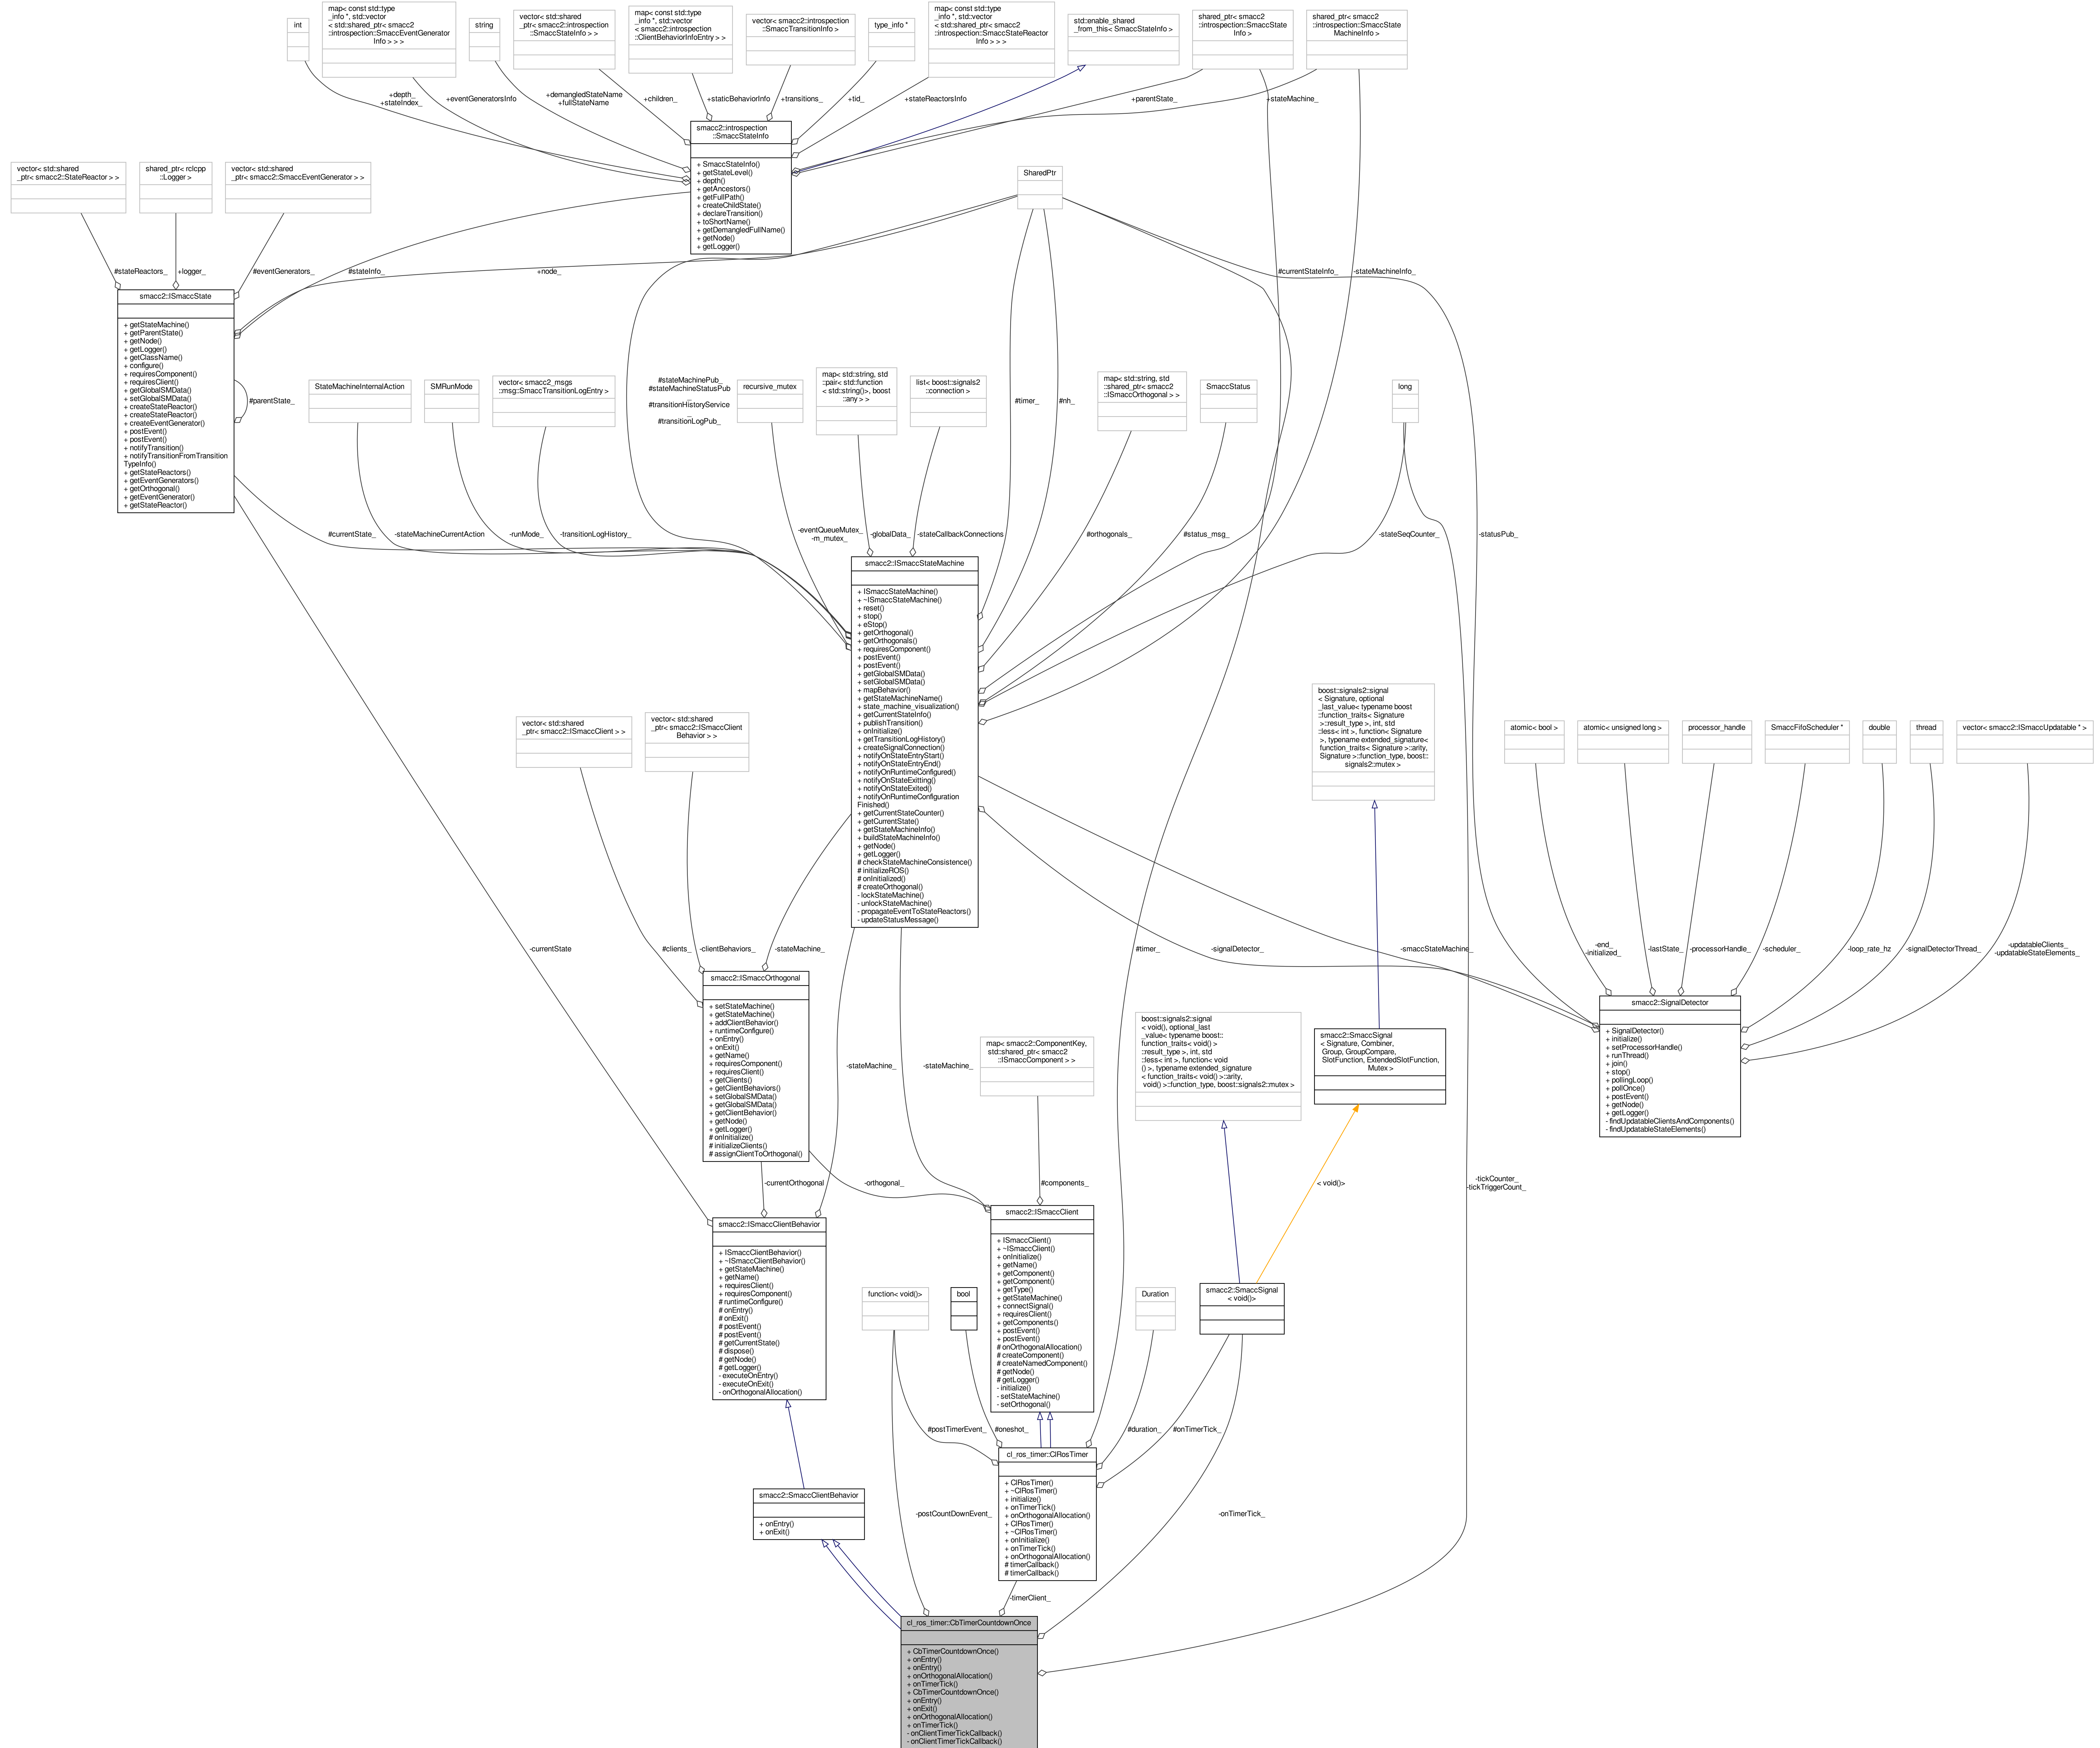 int
map< const std::type
_info *, std::vector
< std::shared_ptr< smacc2
::introspection::SmaccEventGenerator
Info > > >
string
vector< std::shared
_ptr< smacc2::introspection
::SmaccStateInfo > >
map< const std::type
_info *, std::vector
< smacc2::introspection
::ClientBehaviorInfoEntry > >
vector< smacc2::introspection
::SmaccTransitionInfo >
type_info *
map< const std::type
_info *, std::vector
< std::shared_ptr< smacc2
::introspection::SmaccStateReactor
Info > > >
std::enable_shared
_from_this< SmaccStateInfo >
shared_ptr< smacc2
::introspection::SmaccState
Info >
shared_ptr< smacc2
::introspection::SmaccState
MachineInfo >
+depth_
+stateIndex_
+eventGeneratorsInfo
+demangledStateName
+fullStateName
+children_
+staticBehaviorInfo
+transitions_
+tid_
+stateReactorsInfo
+parentState_
+stateMachine_
smacc2::introspection
::SmaccStateInfo
+ SmaccStateInfo()
+ getStateLevel()
+ depth()
+ getAncestors()
+ getFullPath()
+ createChildState()
+ declareTransition()
+ toShortName()
+ getDemangledFullName()
+ getNode()
+ getLogger()
vector< std::shared
_ptr< smacc2::StateReactor > >
shared_ptr< rclcpp
::Logger >
vector< std::shared
_ptr< smacc2::SmaccEventGenerator > >
SharedPtr
#stateReactors_
+logger_
#eventGenerators_
#stateInfo_
+node_
#currentStateInfo_
-stateMachineInfo_
smacc2::ISmaccState
+ getStateMachine()
+ getParentState()
+ getNode()
+ getLogger()
+ getClassName()
+ configure()
+ requiresComponent()
+ requiresClient()
+ getGlobalSMData()
+ setGlobalSMData()
+ createStateReactor()
+ createStateReactor()
+ createEventGenerator()
+ postEvent()
+ postEvent()
+ notifyTransition()
+ notifyTransitionFromTransition
TypeInfo()
+ getStateReactors()
+ getEventGenerators()
+ getOrthogonal()
+ getEventGenerator()
+ getStateReactor()
#parentState_
StateMachineInternalAction
SMRunMode
vector< smacc2_msgs
::msg::SmaccTransitionLogEntry >
#stateMachinePub_
#stateMachineStatusPub
_
#transitionHistoryService
_
#transitionLogPub_
recursive_mutex
map< std::string, std
::pair< std::function
< std::string()>, boost
::any > >
list< boost::signals2
::connection >
#timer_
#nh_
map< std::string, std
::shared_ptr< smacc2
::ISmaccOrthogonal > >
SmaccStatus
long
#currentState_
-stateMachineCurrentAction
-runMode_
-transitionLogHistory_
-eventQueueMutex_
-m_mutex_
-globalData_
-stateCallbackConnections
#orthogonals_
#status_msg_
-stateSeqCounter_
-statusPub_
smacc2::ISmaccStateMachine
+ ISmaccStateMachine()
+ ~ISmaccStateMachine()
+ reset()
+ stop()
+ eStop()
+ getOrthogonal()
+ getOrthogonals()
+ requiresComponent()
+ postEvent()
+ postEvent()
+ getGlobalSMData()
+ setGlobalSMData()
+ mapBehavior()
+ getStateMachineName()
+ state_machine_visualization()
+ getCurrentStateInfo()
+ publishTransition()
+ onInitialize()
+ getTransitionLogHistory()
+ createSignalConnection()
+ notifyOnStateEntryStart()
+ notifyOnStateEntryEnd()
+ notifyOnRuntimeConfigured()
+ notifyOnStateExitting()
+ notifyOnStateExited()
+ notifyOnRuntimeConfiguration
Finished()
+ getCurrentStateCounter()
+ getCurrentState()
+ getStateMachineInfo()
+ buildStateMachineInfo()
+ getNode()
+ getLogger()
# checkStateMachineConsistence()
# initializeROS()
# onInitialized()
# createOrthogonal()
- lockStateMachine()
- unlockStateMachine()
- propagateEventToStateReactors()
- updateStatusMessage()
vector< std::shared
_ptr< smacc2::ISmaccClient > >
vector< std::shared
_ptr< smacc2::ISmaccClient
Behavior > >
boost::signals2::signal
< Signature, optional
_last_value< typename boost
::function_traits< Signature
>::result_type >, int, std
::less< int >, function< Signature
>, typename extended_signature<
function_traits< Signature >::arity,
Signature >::function_type, boost::
signals2::mutex >
atomic< bool >
atomic< unsigned long >
processor_handle
SmaccFifoScheduler *
double
thread
vector< smacc2::ISmaccUpdatable * >
-currentState
#clients_
-clientBehaviors_
-stateMachine_
#timer_
-signalDetector_
-smaccStateMachine_
-end_
-initialized_
-lastState_
-processorHandle_
-scheduler_
-loop_rate_hz
-signalDetectorThread_
-updatableClients_
-updatableStateElements_
smacc2::ISmaccOrthogonal
+ setStateMachine()
+ getStateMachine()
+ addClientBehavior()
+ runtimeConfigure()
+ onEntry()
+ onExit()
+ getName()
+ requiresComponent()
+ requiresClient()
+ getClients()
+ getClientBehaviors()
+ setGlobalSMData()
+ getGlobalSMData()
+ getClientBehavior()
+ getNode()
+ getLogger()
# onInitialize()
# initializeClients()
# assignClientToOrthogonal()
smacc2::SignalDetector
+ SignalDetector()
+ initialize()
+ setProcessorHandle()
+ runThread()
+ join()
+ stop()
+ pollingLoop()
+ pollOnce()
+ postEvent()
+ getNode()
+ getLogger()
- findUpdatableClientsAndComponents()
- findUpdatableStateElements()
-stateMachine_
-stateMachine_
map< smacc2::ComponentKey,
std::shared_ptr< smacc2
::ISmaccComponent > >
boost::signals2::signal
< void(), optional_last
_value< typename boost::
function_traits< void()>
::result_type >, int, std
::less< int >, function< void
() >, typename extended_signature
< function_traits< void() >::arity,
void() >::function_type, boost::signals2::mutex >
smacc2::SmaccSignal
< Signature, Combiner,
Group, GroupCompare,
SlotFunction, ExtendedSlotFunction,
Mutex >
-currentOrthogonal
-orthogonal_
#components_
< void()>
-tickCounter_
-tickTriggerCount_
smacc2::ISmaccClientBehavior
+ ISmaccClientBehavior()
+ ~ISmaccClientBehavior()
+ getStateMachine()
+ getName()
+ requiresClient()
+ requiresComponent()
# runtimeConfigure()
# onEntry()
# onExit()
# postEvent()
# postEvent()
# getCurrentState()
# dispose()
# getNode()
# getLogger()
- executeOnEntry()
- executeOnExit()
- onOrthogonalAllocation()
smacc2::ISmaccClient
+ ISmaccClient()
+ ~ISmaccClient()
+ onInitialize()
+ getName()
+ getComponent()
+ getComponent()
+ getType()
+ getStateMachine()
+ connectSignal()
+ requiresClient()
+ getComponents()
+ postEvent()
+ postEvent()
# onOrthogonalAllocation()
# createComponent()
# createNamedComponent()
# getNode()
# getLogger()
- initialize()
- setStateMachine()
- setOrthogonal()
function< void()>
bool
Duration
smacc2::SmaccSignal
< void()>
#postTimerEvent_
#oneshot_
#duration_
#onTimerTick_
cl_ros_timer::ClRosTimer
+ ClRosTimer()
+ ~ClRosTimer()
+ initialize()
+ onTimerTick()
+ onOrthogonalAllocation()
+ ClRosTimer()
+ ~ClRosTimer()
+ onInitialize()
+ onTimerTick()
+ onOrthogonalAllocation()
# timerCallback()
# timerCallback()
smacc2::SmaccClientBehavior
+ onEntry()
+ onExit()
-postCountDownEvent_
-onTimerTick_
-timerClient_
cl_ros_timer::CbTimerCountdownOnce
+ CbTimerCountdownOnce()
+ onEntry()
+ onEntry()
+ onOrthogonalAllocation()
+ onTimerTick()
+ CbTimerCountdownOnce()
+ onEntry()
+ onExit()
+ onOrthogonalAllocation()
+ onTimerTick()
- onClientTimerTickCallback()
- onClientTimerTickCallback()